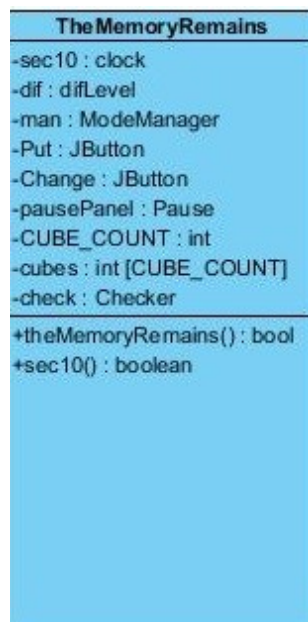 TheMemoryRemains
-sec10 : clock
-dif : difLevel
-man : ModeManager
-Put : JButton
-Change : JButton
-pausePanel : Pause
-CUBE_COUNT : int
-cubes : int [CUBE_COUNT]
-check : Checker
+theMemoryRemains() : bool
+sec10() : boolean